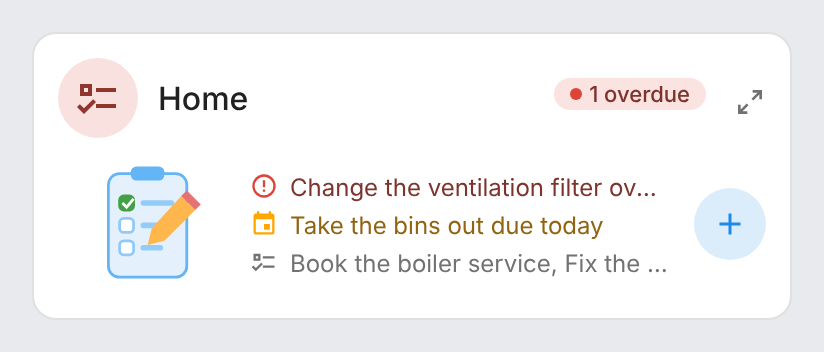 Home
1 overdue
Change the ventilation filter ov...
Take the bins out due today
Book the boiler service, Fix the ...